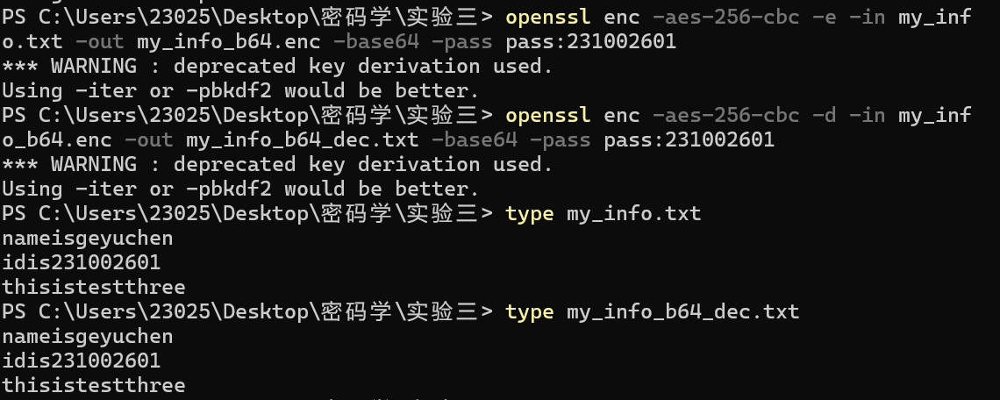 PS C:\Users\23025\Desktop\密码学\实验三> openssl enc -aes-256-cbc -e -in my_inf
o.txt -out my_info_b64.enc -base64 -pass pass:231002601
*** WARNING : deprecated key derivation used.
Using -iter or -pbkdf2 would be better.
PS C:\Users\23025\Desktop\密码学\实验三> openssl enc -aes-256-cbc -d -in my_inf
o_b64.enc -out my_info_b64_dec.txt -base64 -pass pass:231002601
*** WARNING : deprecated key derivation used.
Using -iter or -pbkdf2 would be better.
PS C:\Users\23025\Desktop\密码学\实验三> type my_info.txt
nameisgeyuchen
idis231002601
thisistestthree
PS C:\Users\23025\Desktop\密码学\实验三> type my_info_b64_dec.txt
nameisgeyuchen
idis231002601
thisistestthree